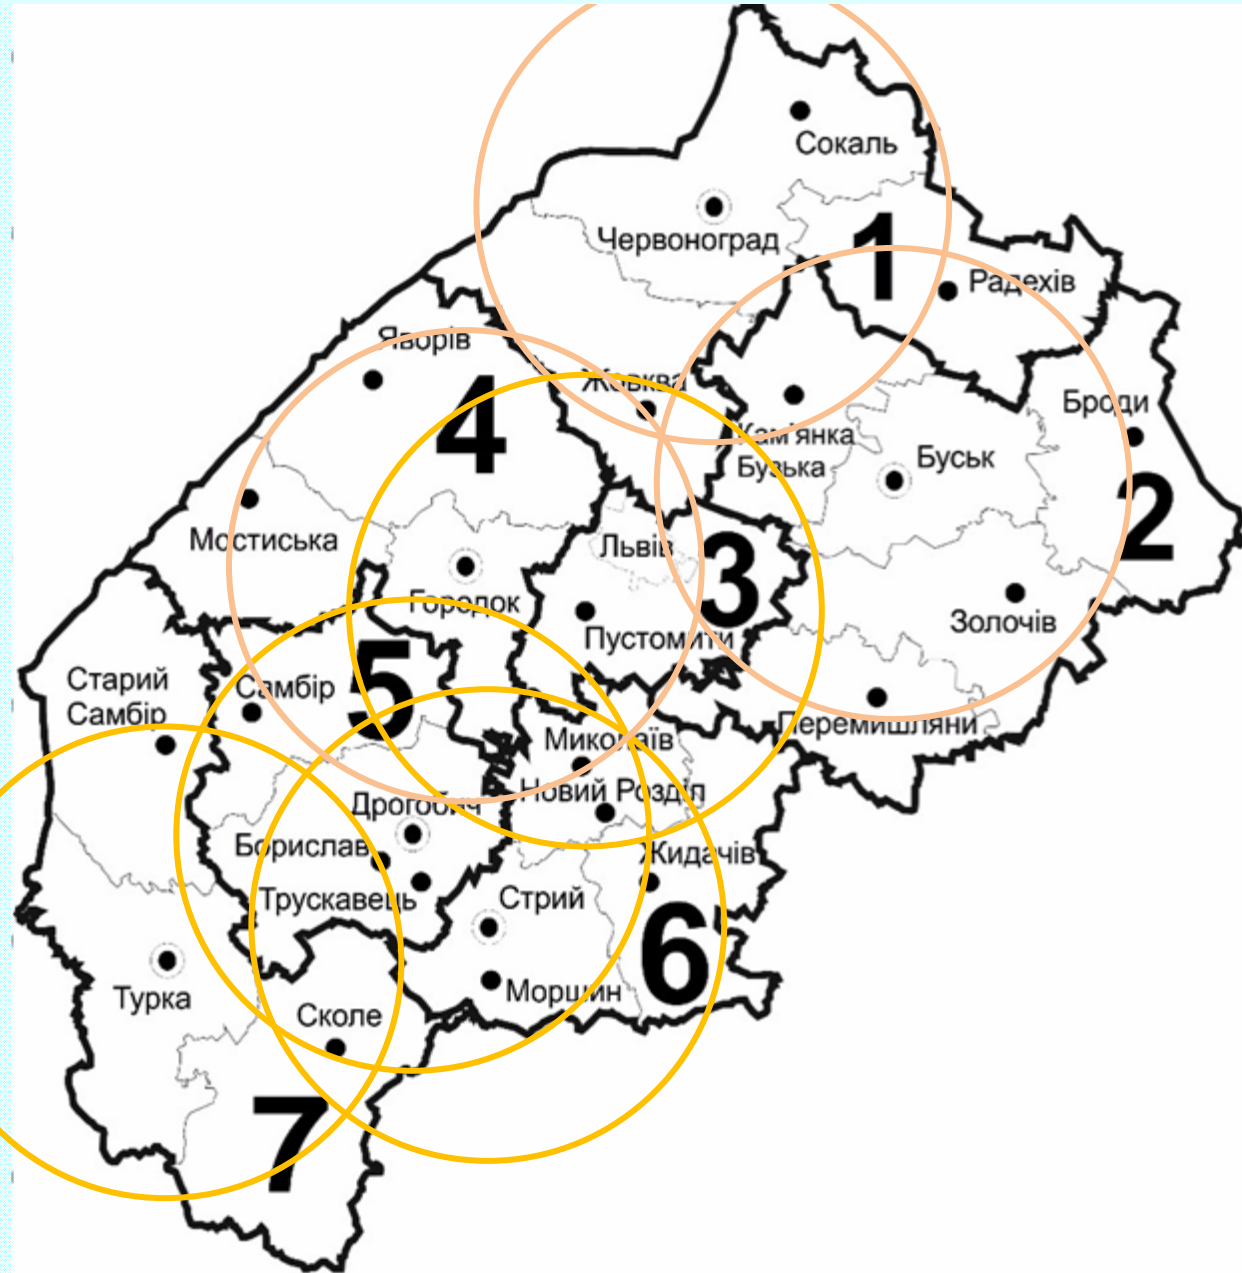 Сокаль
Червоноград
1
Радехів
Яворів
4
Жовква
Броди
Кам'янка
Бузька
Буськ
2
Мостиська
Львів
3
Городок
Пустомити
Золочів
Старий
Самбір
Самбір
5
Перемишляни
Миколаїв
Новий Розділ
Дрогобич
Борислав
Жидачів
Трускавець
Стрий
6
Турка
Моршин
Сколе
7